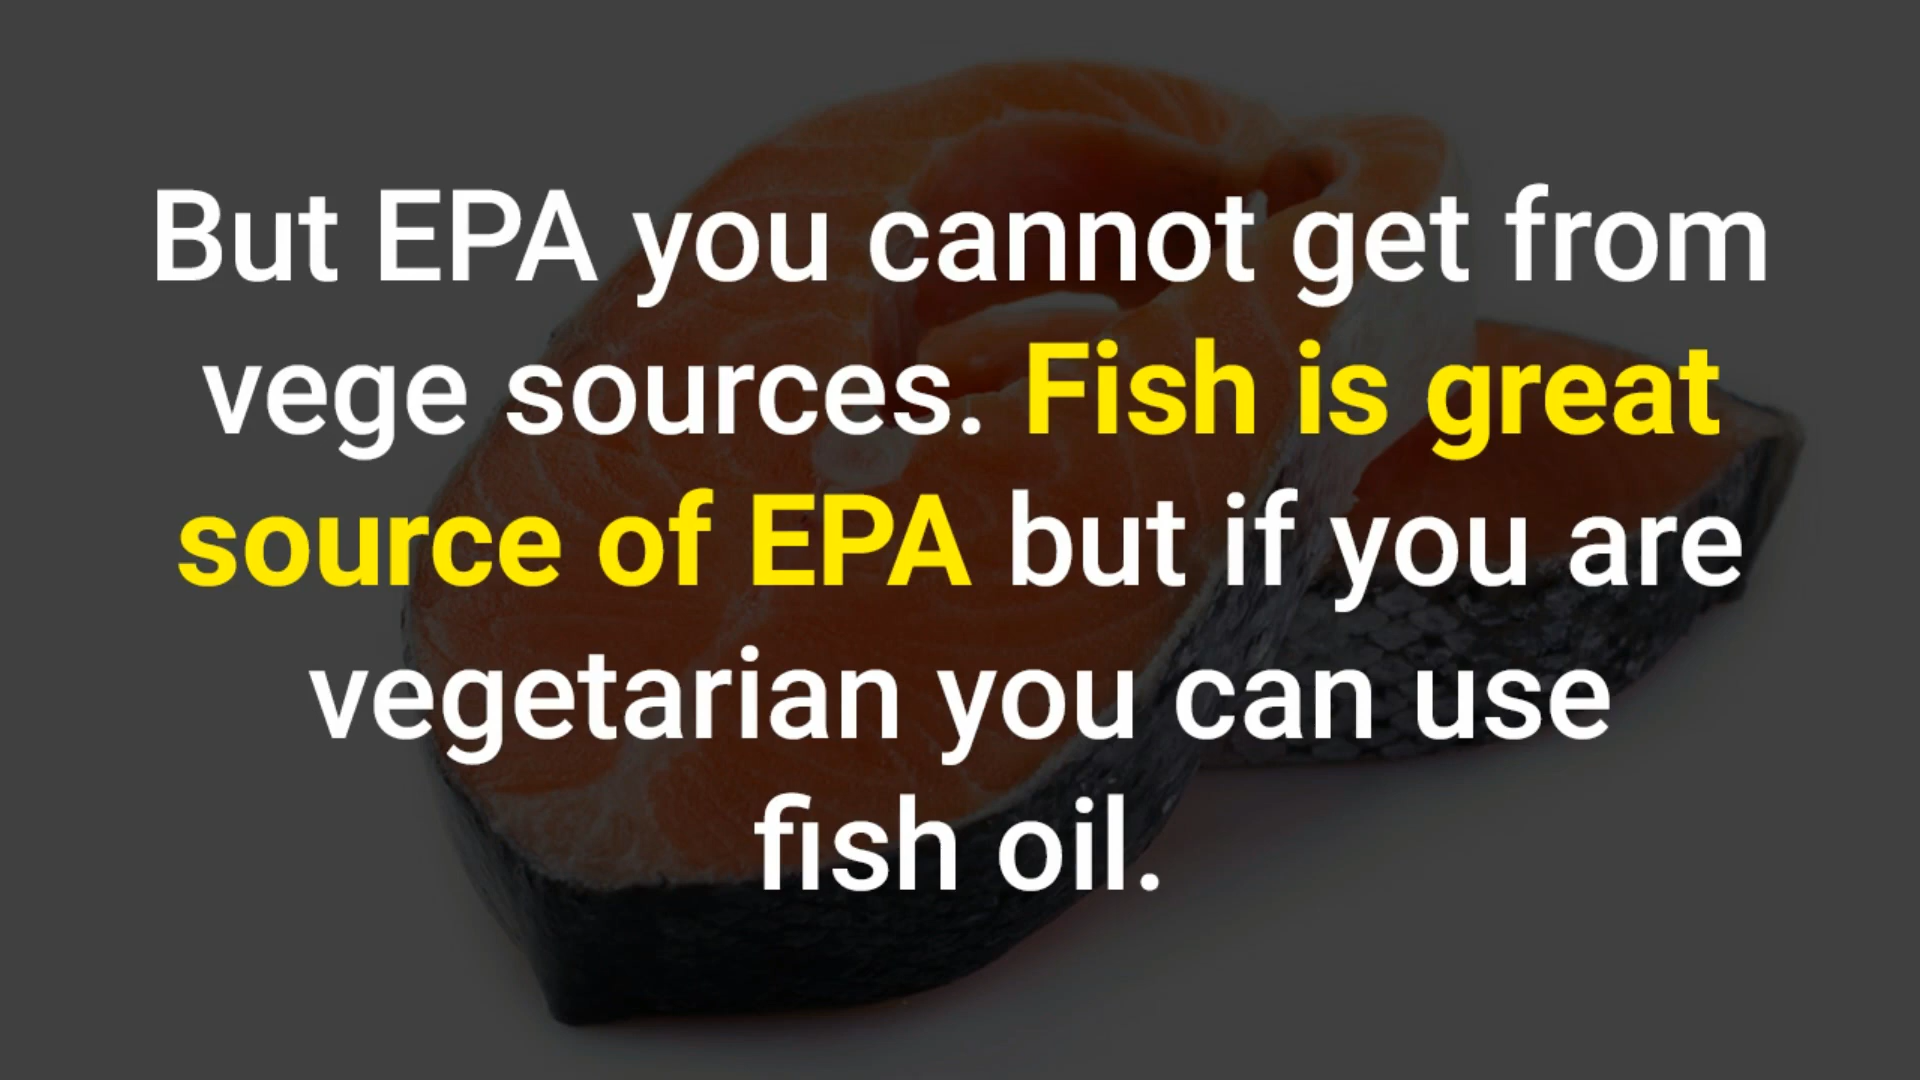 But EPA you cannot get from
vege sources. Fish is great
source of EPA but if you are
vegetarian you can use
fish oil.